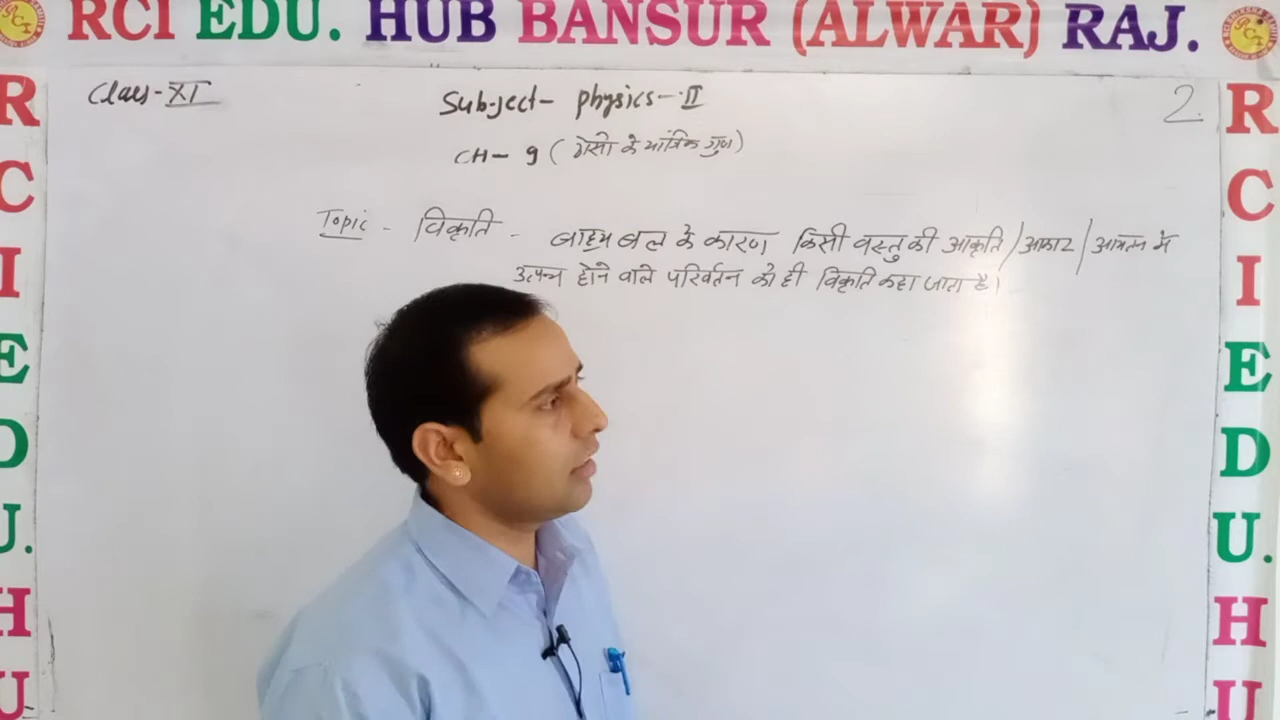 RCI EDU. HUB BANSUR (ALWAR) RAJ.
Class-XI
Subject- physics-II
2.
CH- 9 (ठोसो के यांत्रिक गुण)
Topic - विकृति - बाह्य बल के कारण किसी वस्तु की आकृति/आकार/आयतन में
उत्पन्न होने वाले परिवर्तन को ही विकृति कहा जाता है।
R
C
I
E
D
U.
H
U
R
C
I
E
D
U.
H
U